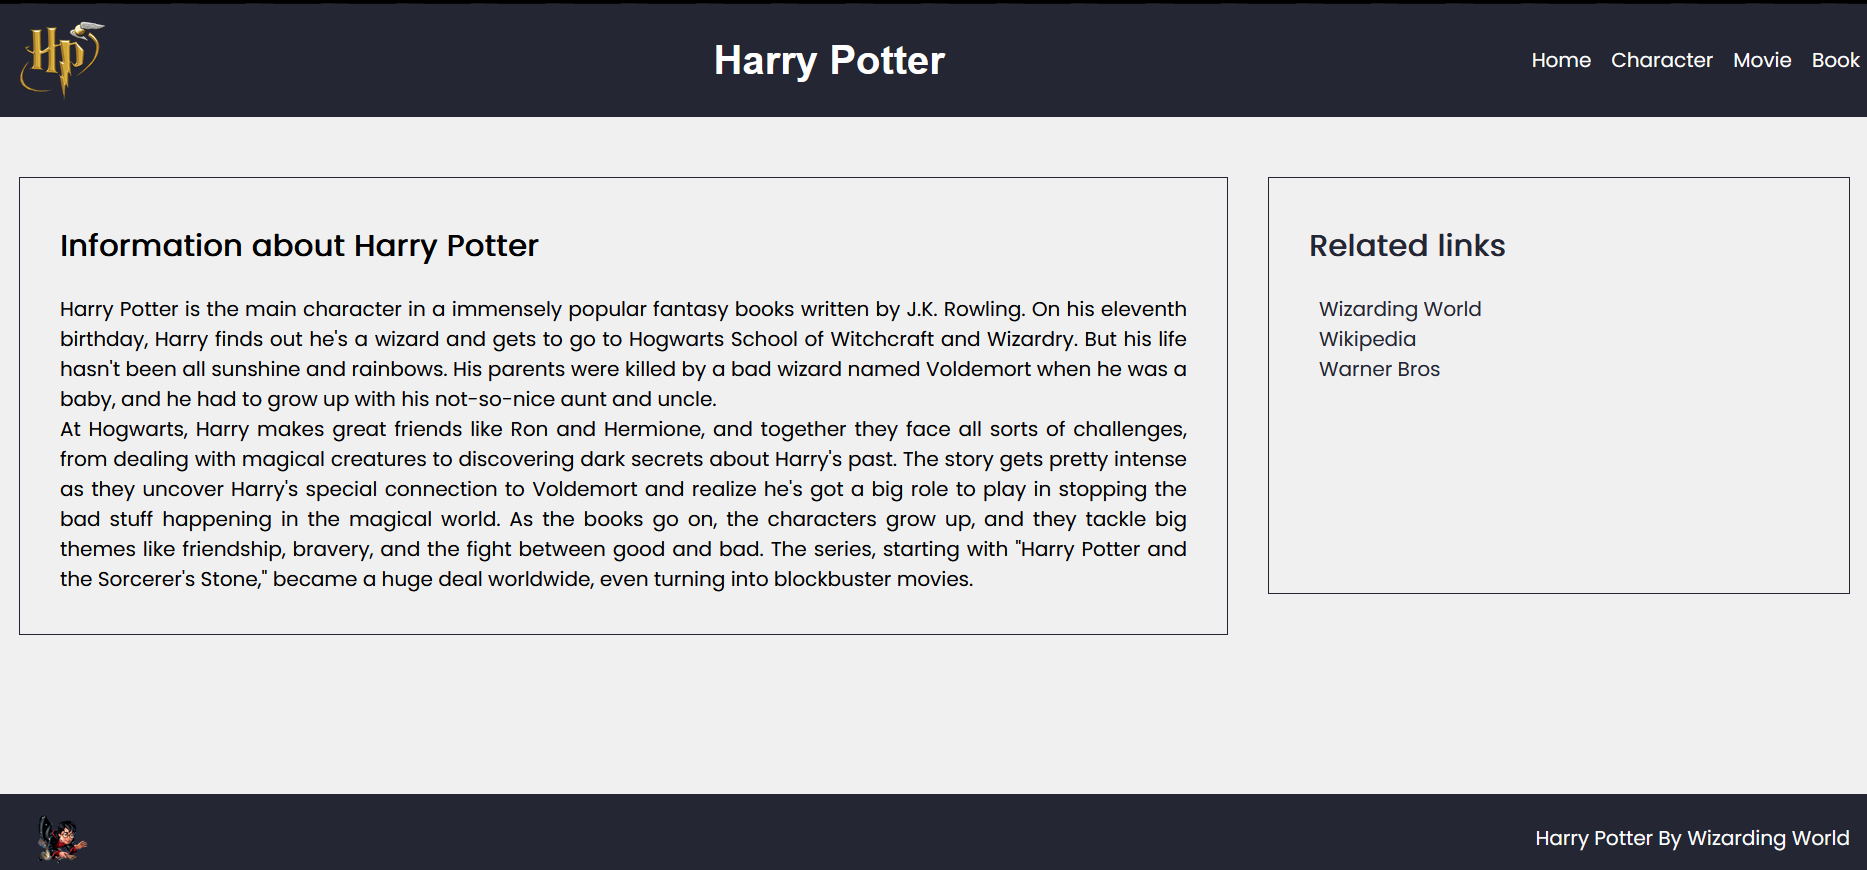 Hp
Harry Potter
Home Character Movie Book
Information about Harry Potter
Harry Potter is the main character in a immensely popular fantasy books written by J.K. Rowling. On his eleventh
birthday, Harry finds out he's a wizard and gets to go to Hogwarts School of Witchcraft and Wizardry. But his life
hasn't been all sunshine and rainbows. His parents were killed by a bad wizard named Voldemort when he was a
baby, and he had to grow up with his not-so-nice aunt and uncle.
At Hogwarts, Harry makes great friends like Ron and Hermione, and together they face all sorts of challenges,
from dealing with magical creatures to discovering dark secrets about Harry's past. The story gets pretty intense
as they uncover Harry's special connection to Voldemort and realize he's got a big role to play in stopping the
bad stuff happening in the magical world. As the books go on, the characters grow up, and they tackle big
themes like friendship, bravery, and the fight between good and bad. The series, starting with "Harry Potter and
the Sorcerer's Stone," became a huge deal worldwide, even turning into blockbuster movies.
Related links
Wizarding World
Wikipedia
Warner Bros
Harry Potter By Wizarding World